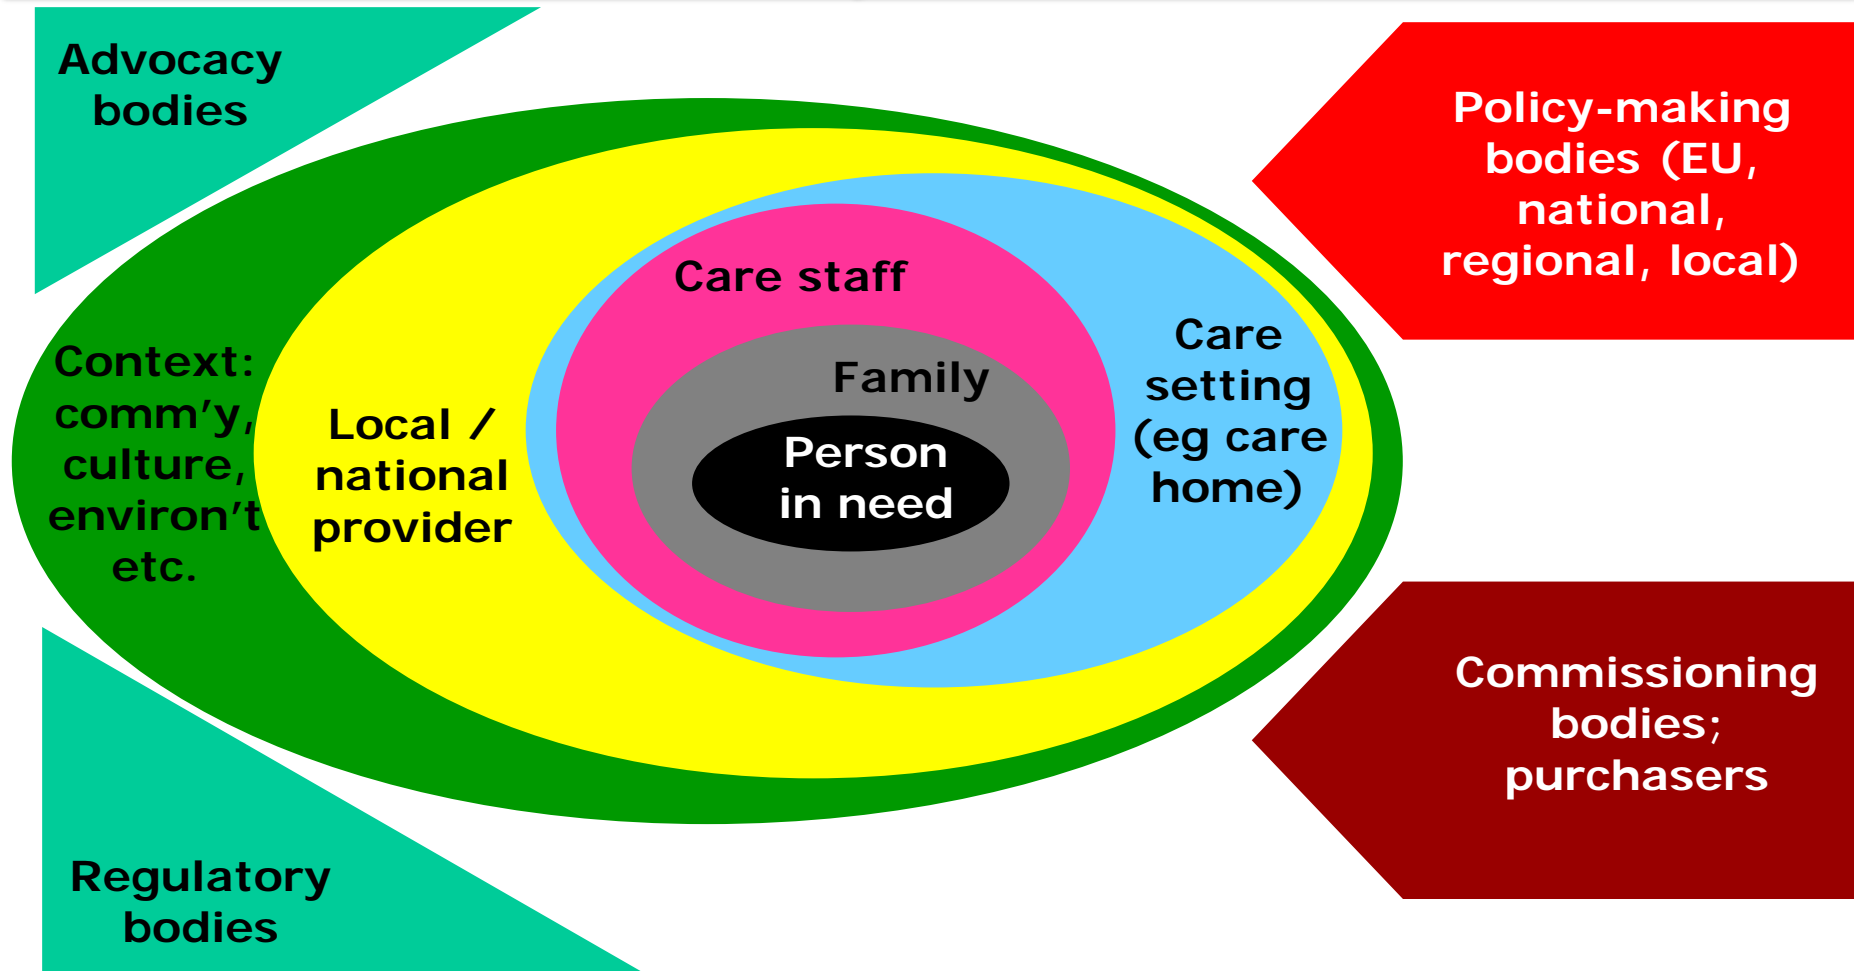 Advocacy
bodies
Policy-making
bodies (EU,
national,
regional, local)
Care staff
Family
Person
in need
Care
setting
(eg care
home)
Local /
national
provider
Context:
comm’y,
culture,
environ’t
etc.
Commissioning
bodies;
purchasers
Regulatory
bodies